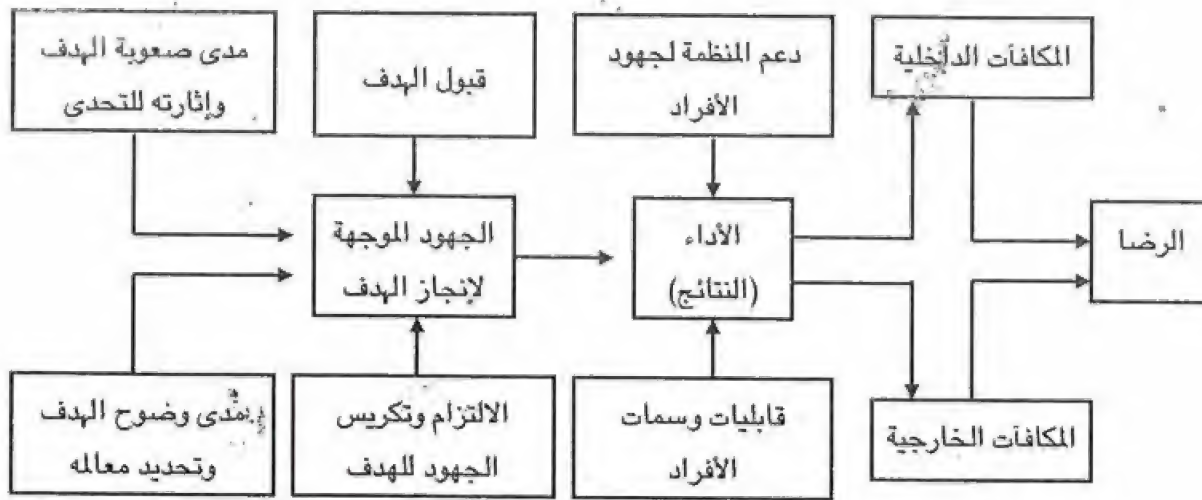 مدى صعوبة الهدف
وإثارته للتحدى
قبول الهدف
دعم المنظمة لجهود
الأفراد
المكافآت الداخلية
الجهود الموجهة
لإنجاز الهدف
الأداء
(النتائج)
الرضا
مدى وضوح الهدف
وتحديد معالمه
الالتزام وتكريس
الجهود للهدف
قابليات وسمات
الأفراد
المكافآت الخارجية